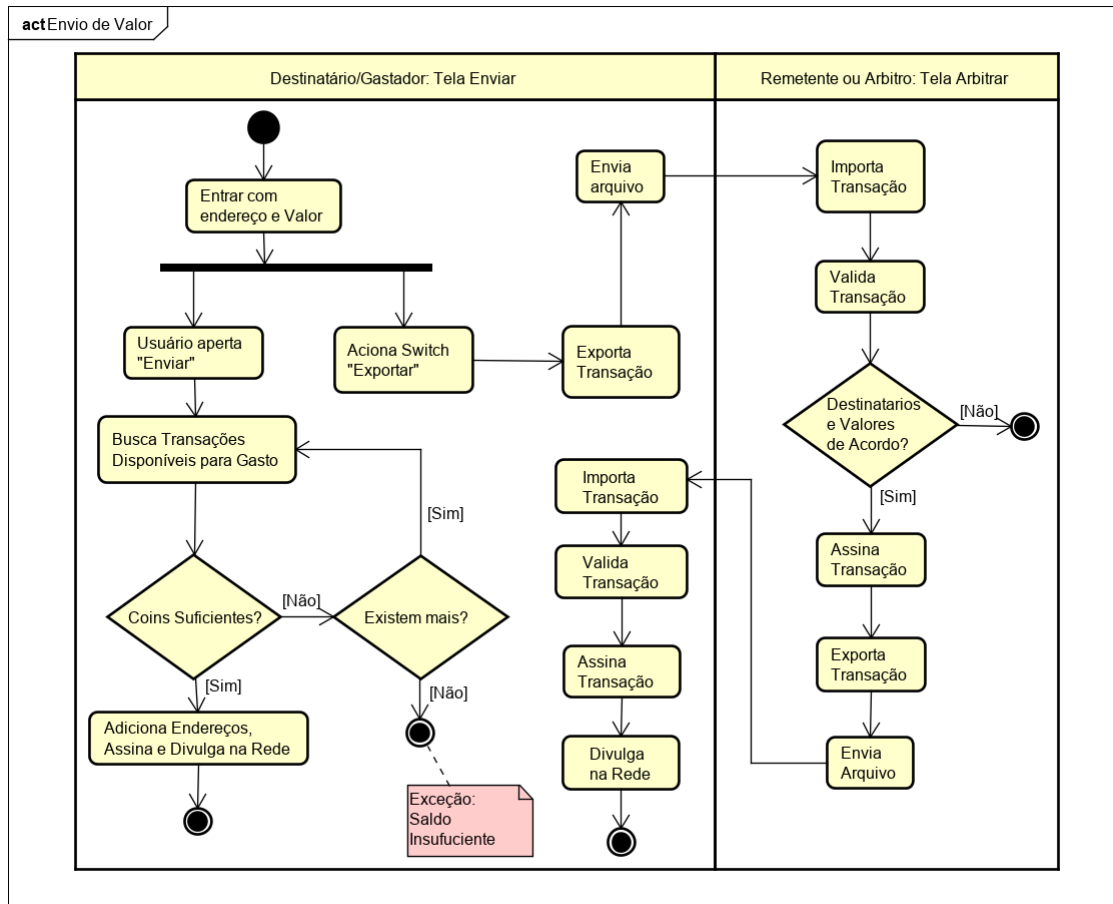 act Envio de Valor
Destinatário/Gastador: Tela Enviar
Remetente ou Arbitro: Tela Arbitrar
Entrar com
endereço e Valor
Usuário aperta
"Enviar"
Busca Transações
Disponíveis para Gasto
Coins Suficientes?
[Não]
[Sim]
Adiciona Endereços,
Assina e Divulga na Rede
Existem mais?
[Sim]
[Não]
Exceção:
Saldo
Insufuciente
Aciona Switch
"Exportar"
Exporta
Transação
Envia
arquivo
Importa
Transação
Valida
Transação
Destinatarios
e Valores
de Acordo?
[Não]
[Sim]
Assina
Transação
Exporta
Transação
Envia
Arquivo
Importa
Transação
Valida
Transação
Assina
Transação
Divulga
na Rede